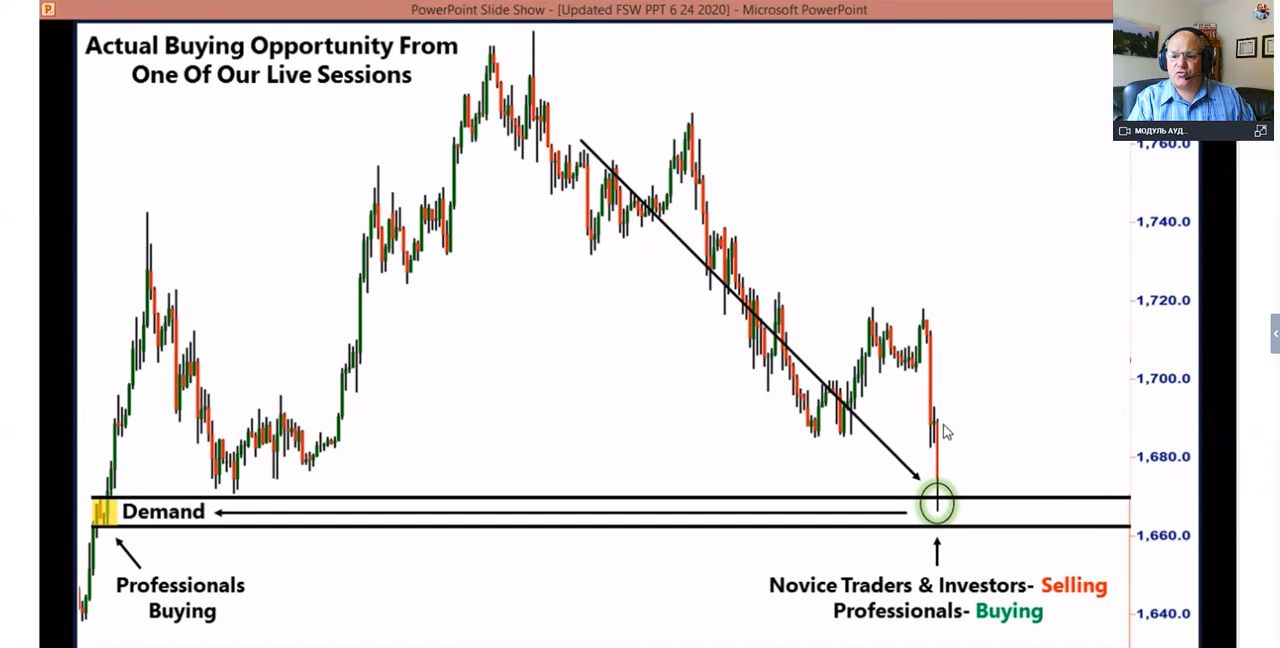 PowerPoint Slide Show - [Updated FSW PPT 6 24 2020] - Microsoft PowerPoint
Actual Buying Opportunity From
One Of Our Live Sessions
МОДУЛЬ АУД...
1,760.0
1,740.0
1,720.0
1,700.0
1,680.0
1,660.0
1,640.0
Demand
Professionals
Buying
Novice Traders & Investors- Selling
Professionals- Buying